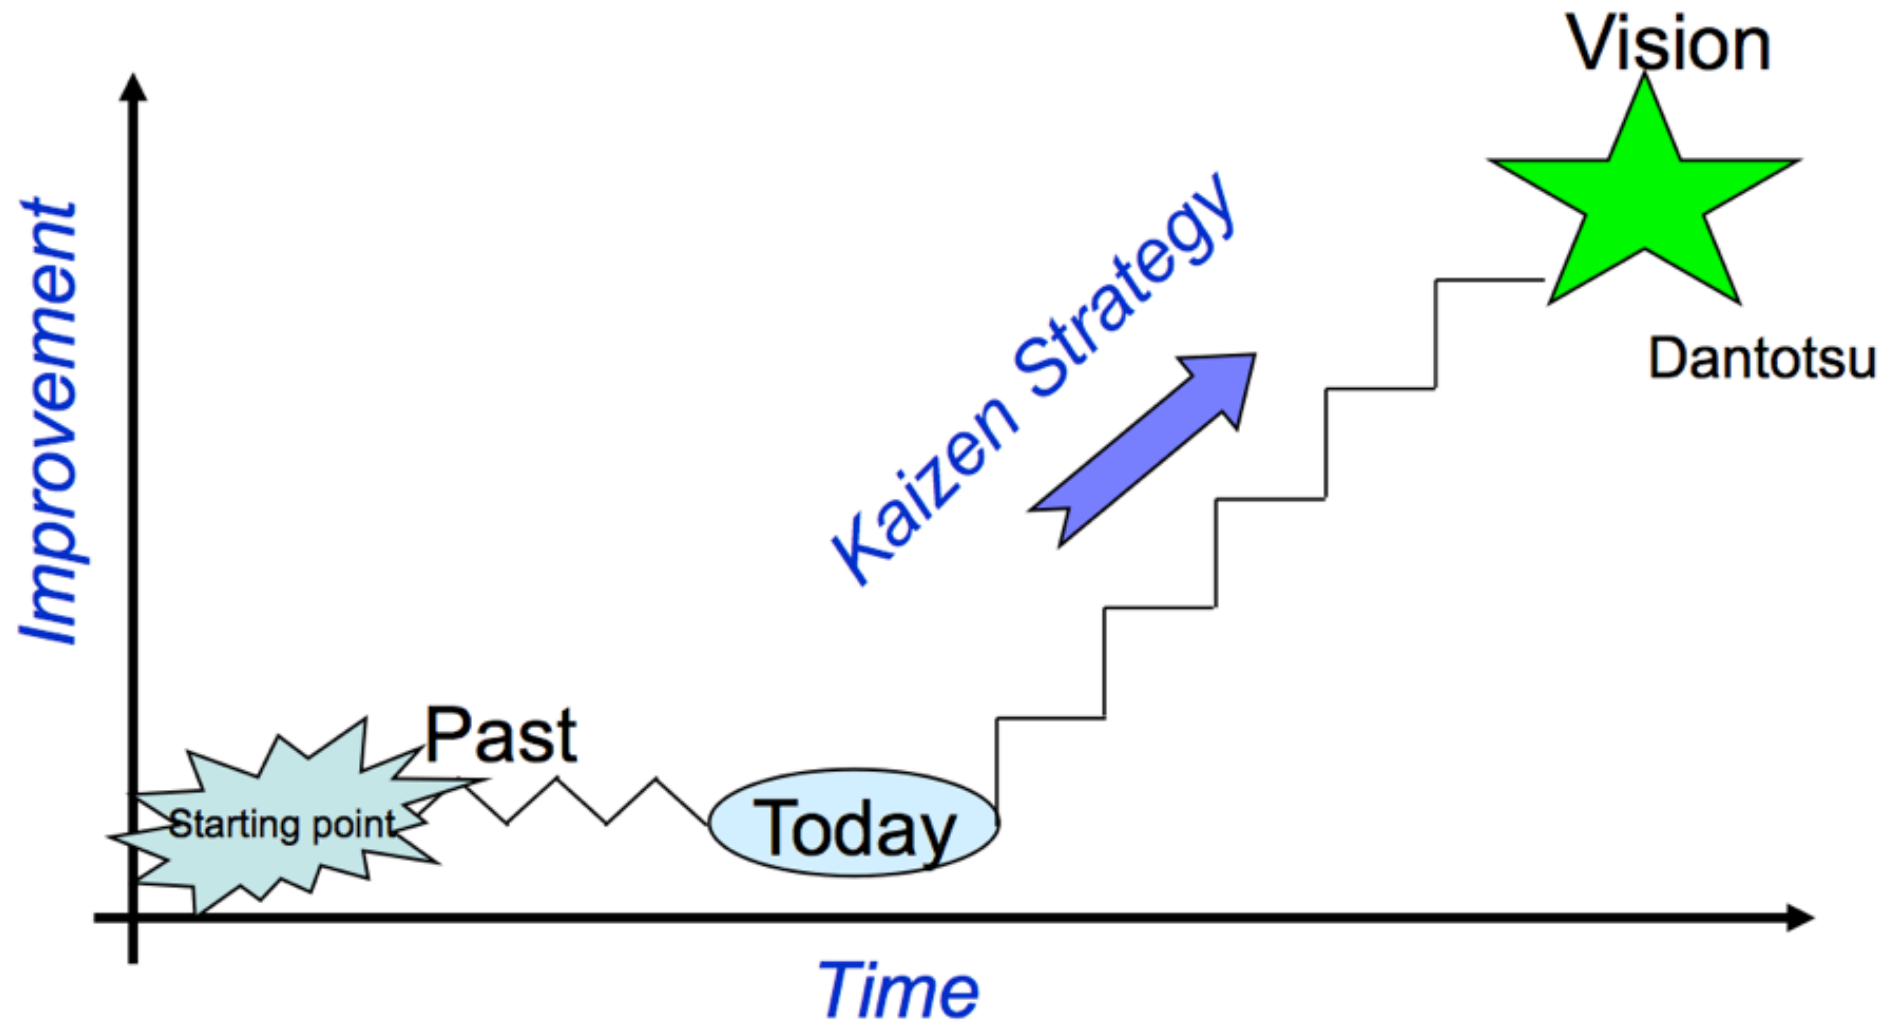 Vision
Improvement
Kaizen Strategy
Dantotsu
Past
Starting point
Today
Time